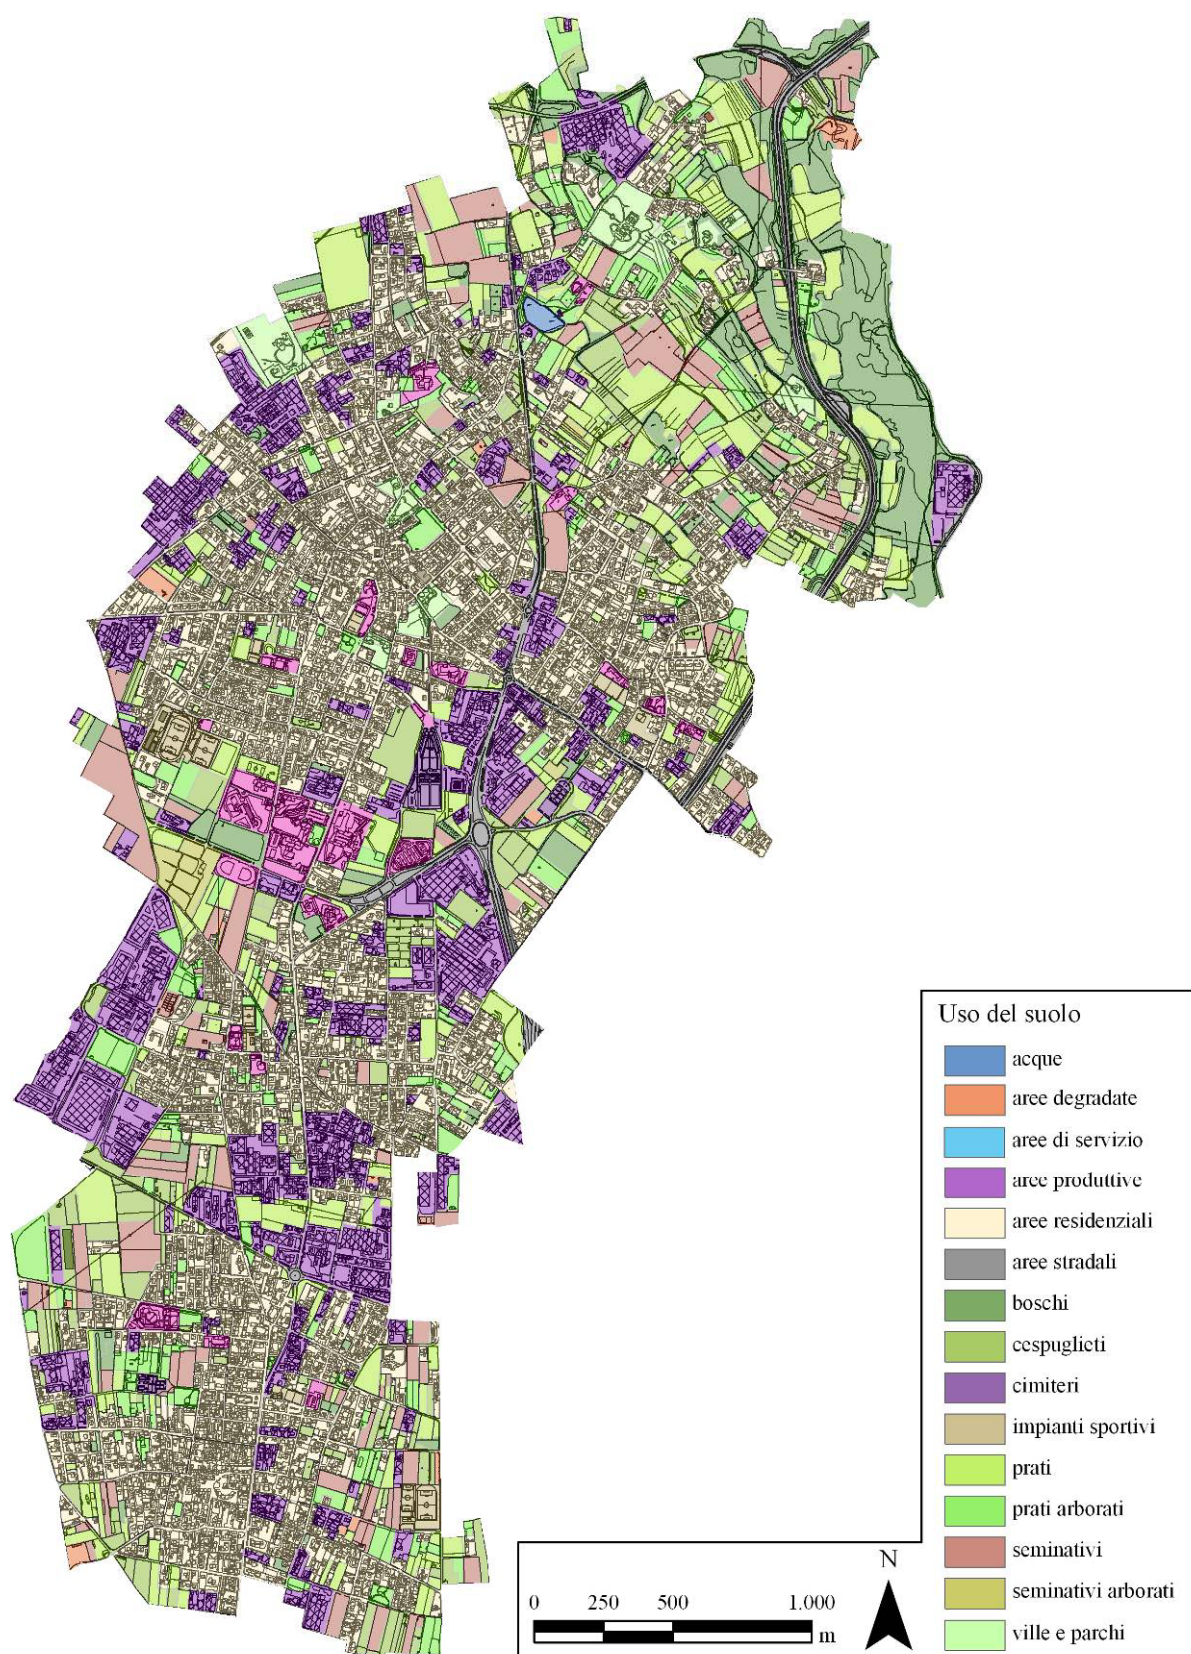 Uso del suolo
acque
aree degradate
aree di servizio
aree produttive
aree residenziali
aree stradali
boschi
cespuglieti
cimiteri
impianti sportivi
prati
prati arborati
seminativi
seminativi arborati
ville e parchi
N
0 250 500 1.000
m